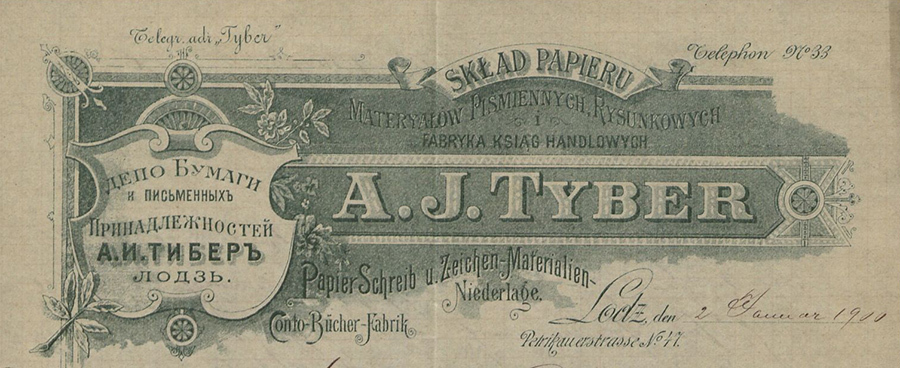 Telegr. adr. "Tyber"
Telephon No 33
SKŁAD PAPIERU
MATERYAŁÓW PIŚMIENNYCH, RYSUNKOWYCH
I
FABRYKA KSIĄG HANDLOWYCH
A. J. TYBER
ДЕПО БУМАГИ
И ПИСЬМЕННЫХЪ
ПРИНАДЛЕЖНОСТЕЙ
А.И.ТИБЕРЪ
ЛОДЗЬ.
Papier Schreib u. Zeichen-Materialien-
Niederlage.
Conto-Bücher-Fabrik
Lodz, den 2 Januar 1900
Petrikauerstrasse No 47.